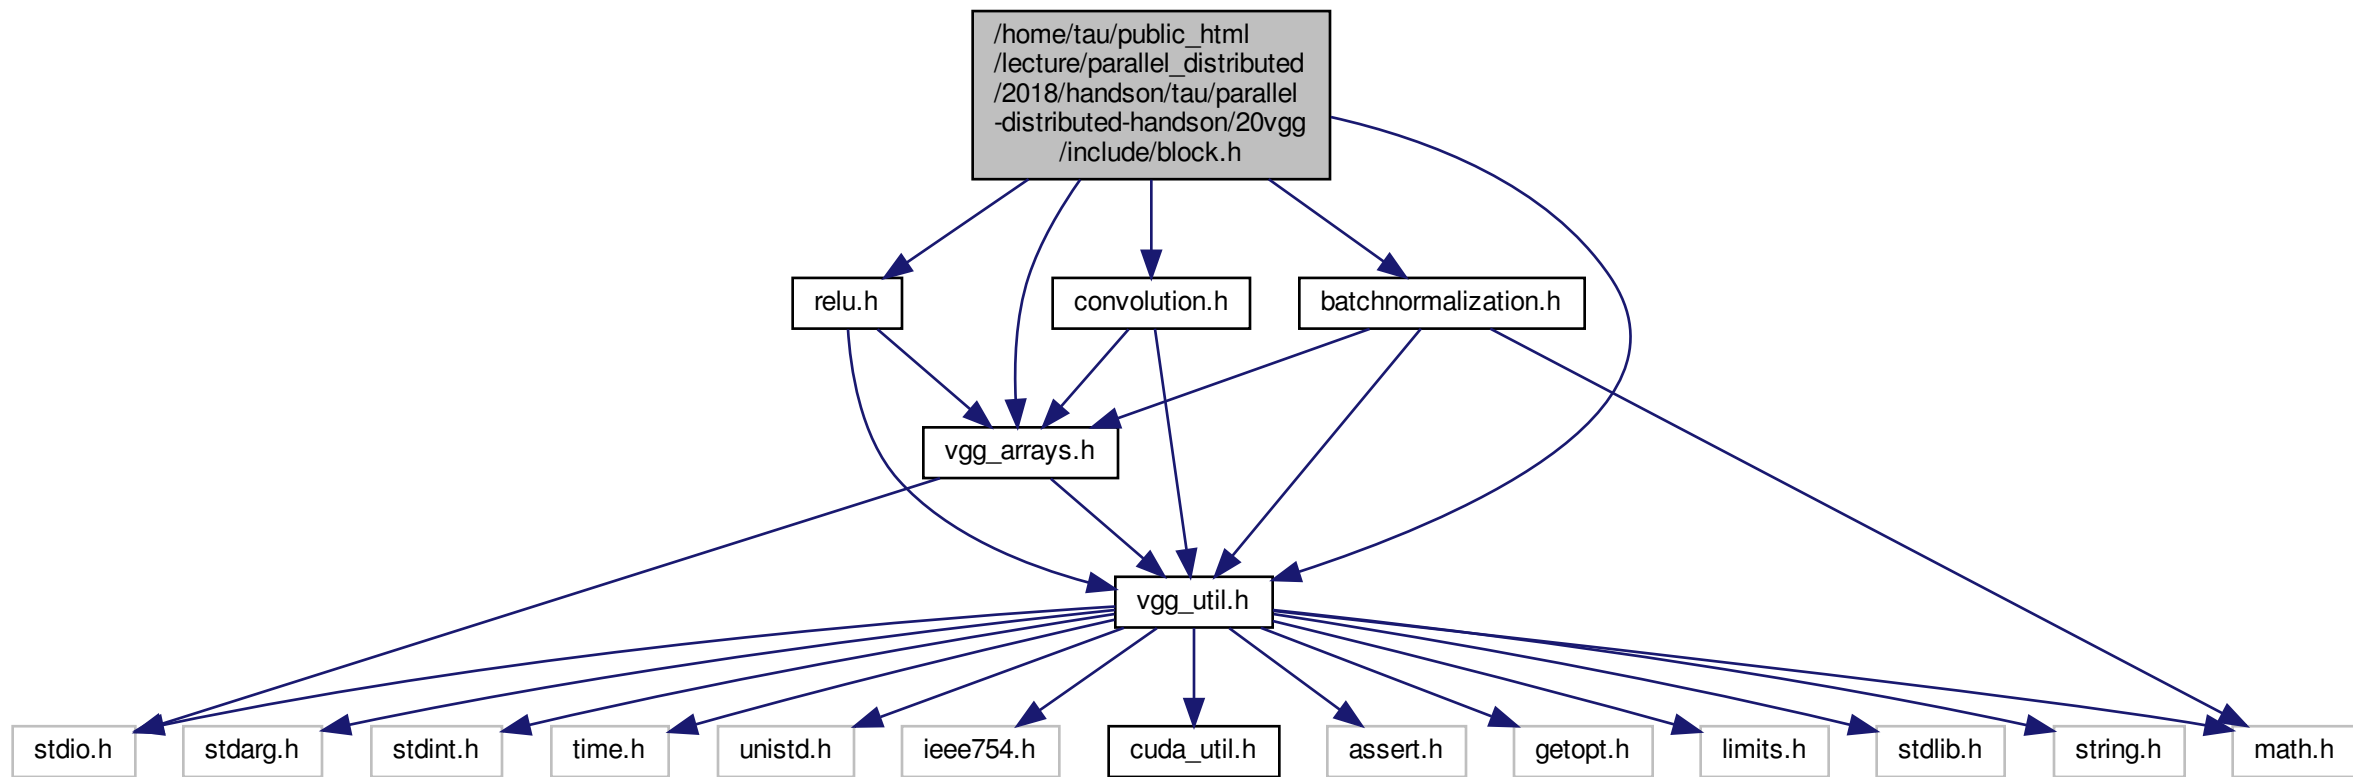 /home/tau/public_html
/lecture/parallel_distributed
/2018/handson/tau/parallel
-distributed-handson/20vgg
/include/block.h
relu.h
convolution.h
batchnormalization.h
vgg_arrays.h
vgg_util.h
stdio.h
stdarg.h
stdint.h
time.h
unistd.h
ieee754.h
cuda_util.h
assert.h
getopt.h
limits.h
stdlib.h
string.h
math.h